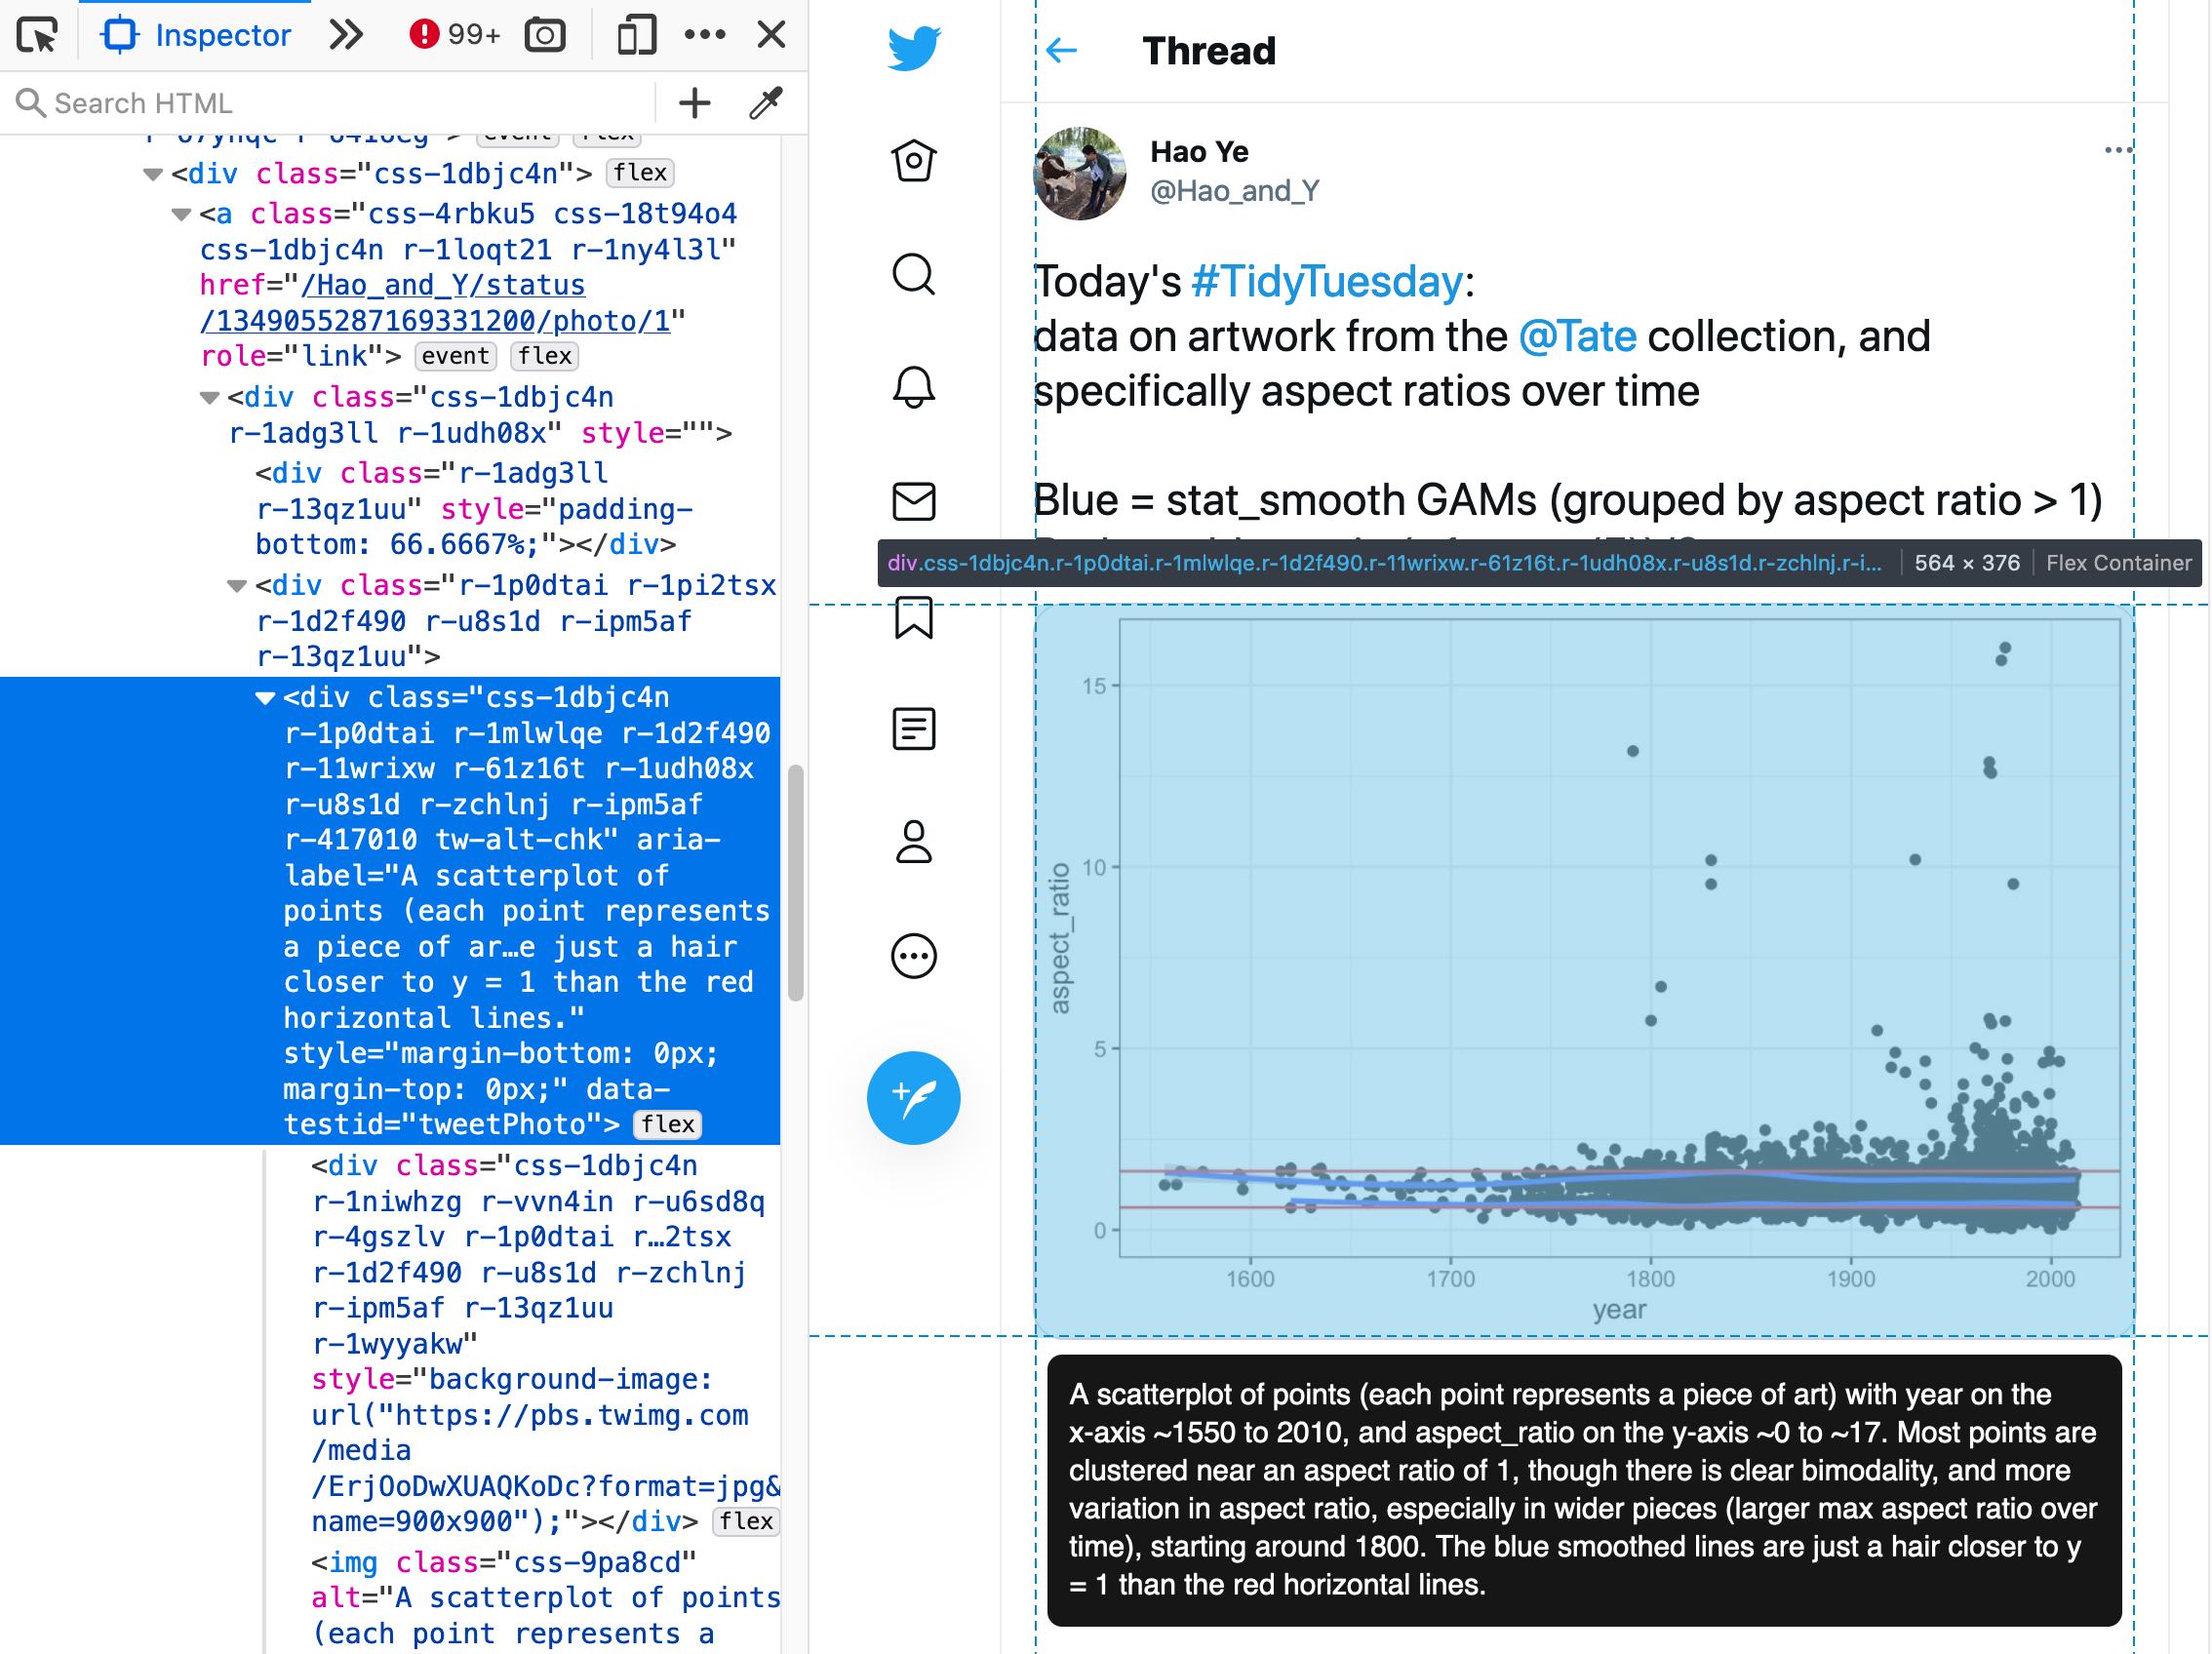 Inspector
99+
Search HTML
<div class="css-1dbjc4n"> flex
<a class="css-4rbku5 css-18t94o4
css-1dbjc4n r-1loqt21 r-1ny4l3l"
href="/Hao_and_Y/status
/1349055287169331200/photo/1"
role="link"> event flex
<div class="css-1dbjc4n
r-1adg3ll r-1udh08x" style="">
<div class="r-1adg3ll
r-13qz1uu" style="padding-
bottom: 66.6667%;"></div>
<div class="r-1p0dtai r-1pi2tsx
r-1d2f490 r-u8s1d r-ipm5af
r-13qz1uu">
<div class="css-1dbjc4n
r-1p0dtai r-1mlwlqe r-1d2f490
r-11wrixw r-61z16t r-1udh08x
r-u8s1d r-zchlnj r-ipm5af
r-417010 tw-alt-chk" aria-
label="A scatterplot of
points (each point represents
a piece of ar…e just a hair
closer to y = 1 than the red
horizontal lines."
style="margin-bottom: 0px;
margin-top: 0px;" data-
testid="tweetPhoto"> flex
<div class="css-1dbjc4n
r-1niwhzg r-vvn4in r-u6sd8q
r-4gszlv r-1p0dtai r…2tsx
r-1d2f490 r-u8s1d r-zchlnj
r-ipm5af r-13qz1uu
r-1wyyakw"
style="background-image:
url("https://pbs.twimg.com
/media
/ErjOoDwXUAQKoDc?format=jpg&
name=900x900");"></div> flex
<img class="css-9pa8cd"
alt="A scatterplot of points
(each point represents a
Thread
Hao Ye
@Hao_and_Y
Today's #TidyTuesday:
data on artwork from the @Tate collection, and
specifically aspect ratios over time
Blue = stat_smooth GAMs (grouped by aspect ratio > 1)
div.css-1dbjc4n.r-1p0dtai.r-1mlwlqe.r-1d2f490.r-11wrixw.r-61z16t.r-1udh08x.r-u8s1d.r-zchlnj.r-i... 564 × 376 Flex Container
15
10
5
0
aspect_ratio
1600 1700 1800 1900 2000
year
A scatterplot of points (each point represents a piece of art) with year on the
x-axis ~1550 to 2010, and aspect_ratio on the y-axis ~0 to ~17. Most points are
clustered near an aspect ratio of 1, though there is clear bimodality, and more
variation in aspect ratio, especially in wider pieces (larger max aspect ratio over
time), starting around 1800. The blue smoothed lines are just a hair closer to y
= 1 than the red horizontal lines.